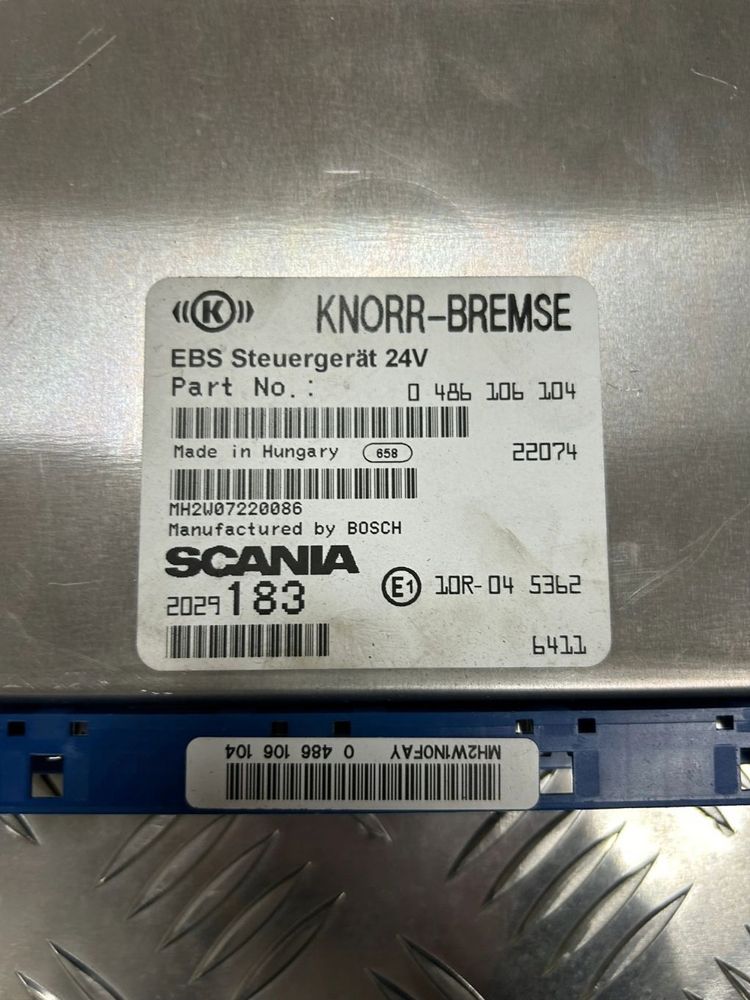 K KNORR-BREMSE
EBS Steuergerät 24V
Part No.: 0 486 106 104
Made in Hungary 658 22074
MH2W07220086
Manufactured by BOSCH
SCANIA
2029183 E1 10R-04 5362
6411
MH2W1N0FAY 0 486 106 104